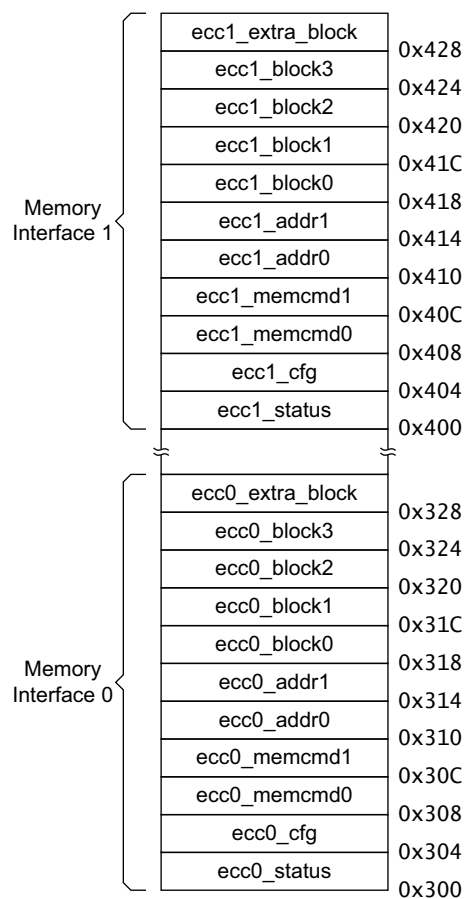 ecc1_extra_block
0x428
ecc1_block3
0x424
ecc1_block2
0x420
ecc1_block1
0x41C
ecc1_block0
0x418
Memory
Interface 1
ecc1_addr1
0x414
ecc1_addr0
0x410
ecc1_memcmd1
0x40C
ecc1_memcmd0
0x408
ecc1_cfg
0x404
ecc1_status
0x400
ecc0_extra_block
0x328
ecc0_block3
0x324
ecc0_block2
0x320
ecc0_block1
0x31C
ecc0_block0
0x318
Memory
Interface 0
ecc0_addr1
0x314
ecc0_addr0
0x310
ecc0_memcmd1
0x30C
ecc0_memcmd0
0x308
ecc0_cfg
0x304
ecc0_status
0x300